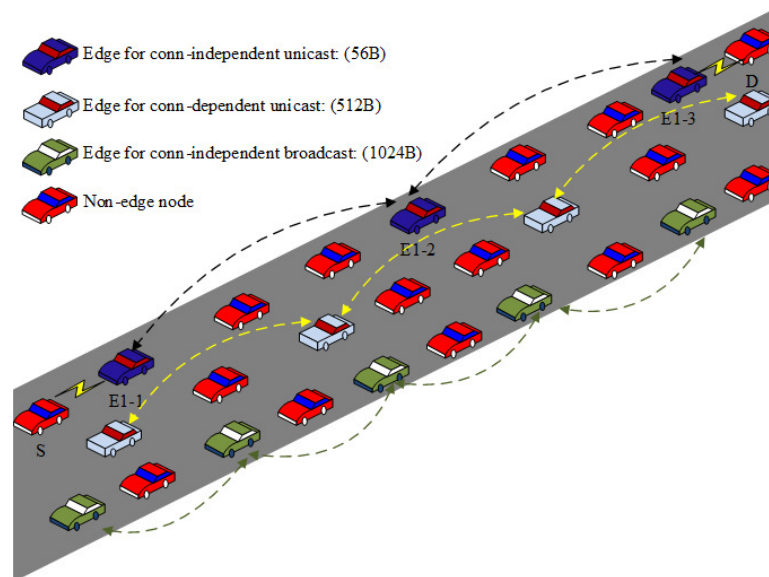 Edge for conn-independent unicast: (56B)
Edge for conn-dependent unicast: (512B)
Edge for conn-independent broadcast: (1024B)
Non-edge node
D
E1-3
E1-2
E1-1
S